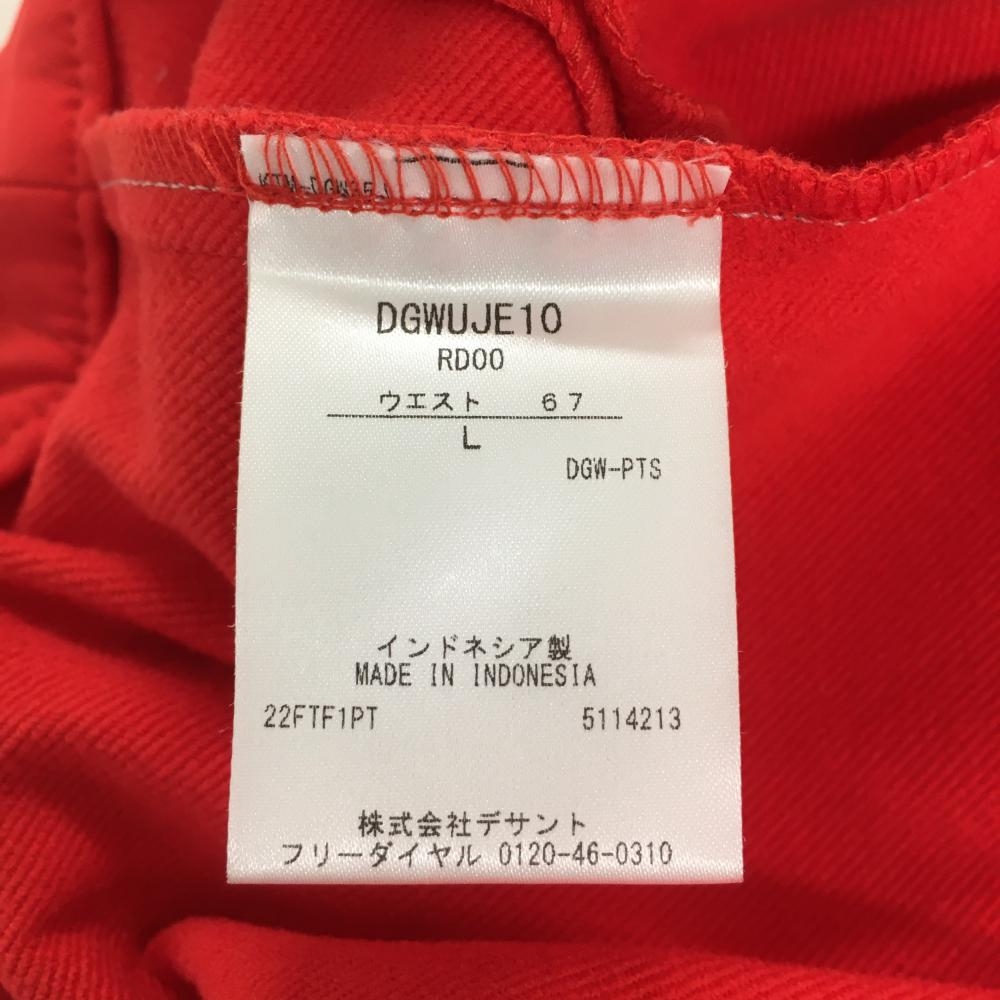 DGWUJE10
RD00
ウエスト 67
L
DGW-PTS
インドネシア製
MADE IN INDONESIA
22FTF1PT 5114213
株式会社デサント
フリーダイヤル 0120-46-0310